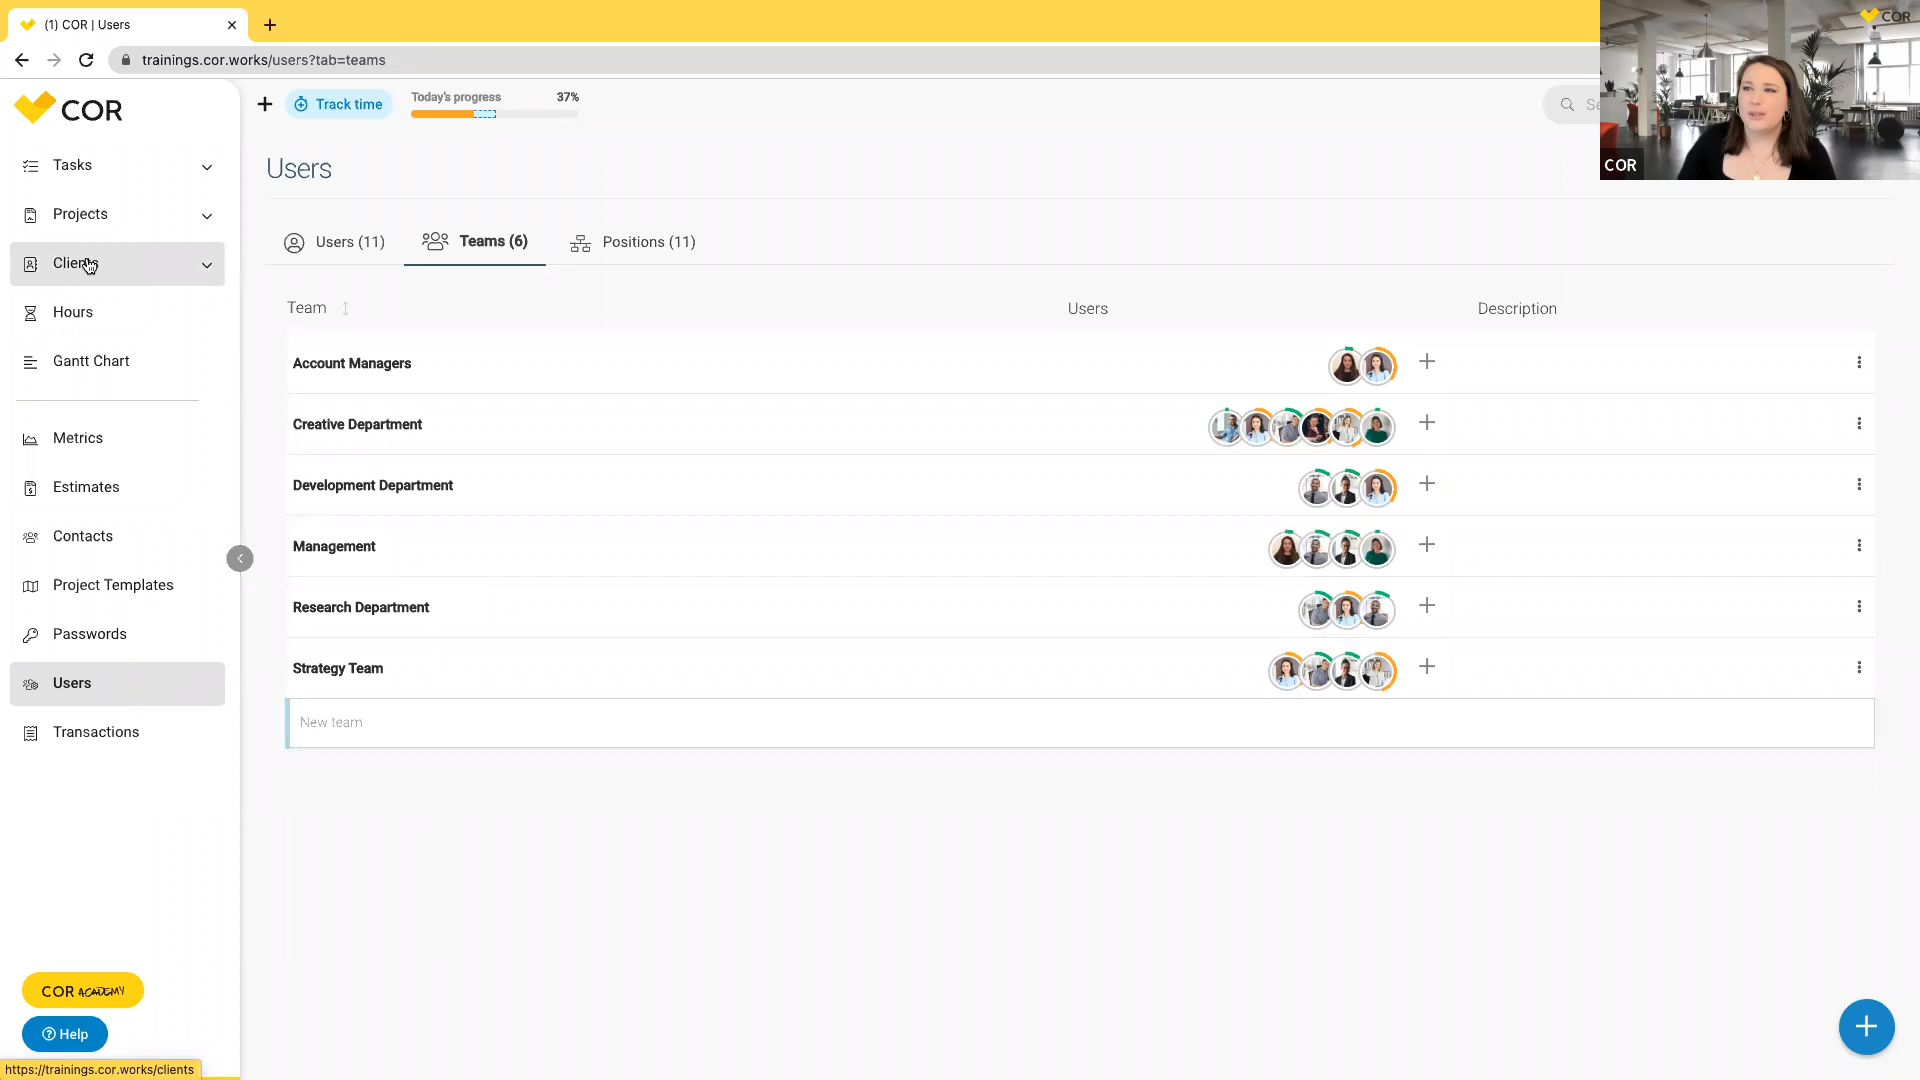 (1) COR | Users
trainings.cor.works/users?tab=teams
COR
COR
COR
Track time
Today's progress
37%
Tasks
Projects
Clients
Hours
Gantt Chart
Metrics
Estimates
Contacts
Project Templates
Passwords
Users
Transactions
COR ACADEMY
Help
https://trainings.cor.works/clients
Users
Users (11)
Teams (6)
Positions (11)
Team
Users
Description
Account Managers
Creative Department
Development Department
Management
Research Department
Strategy Team
New team